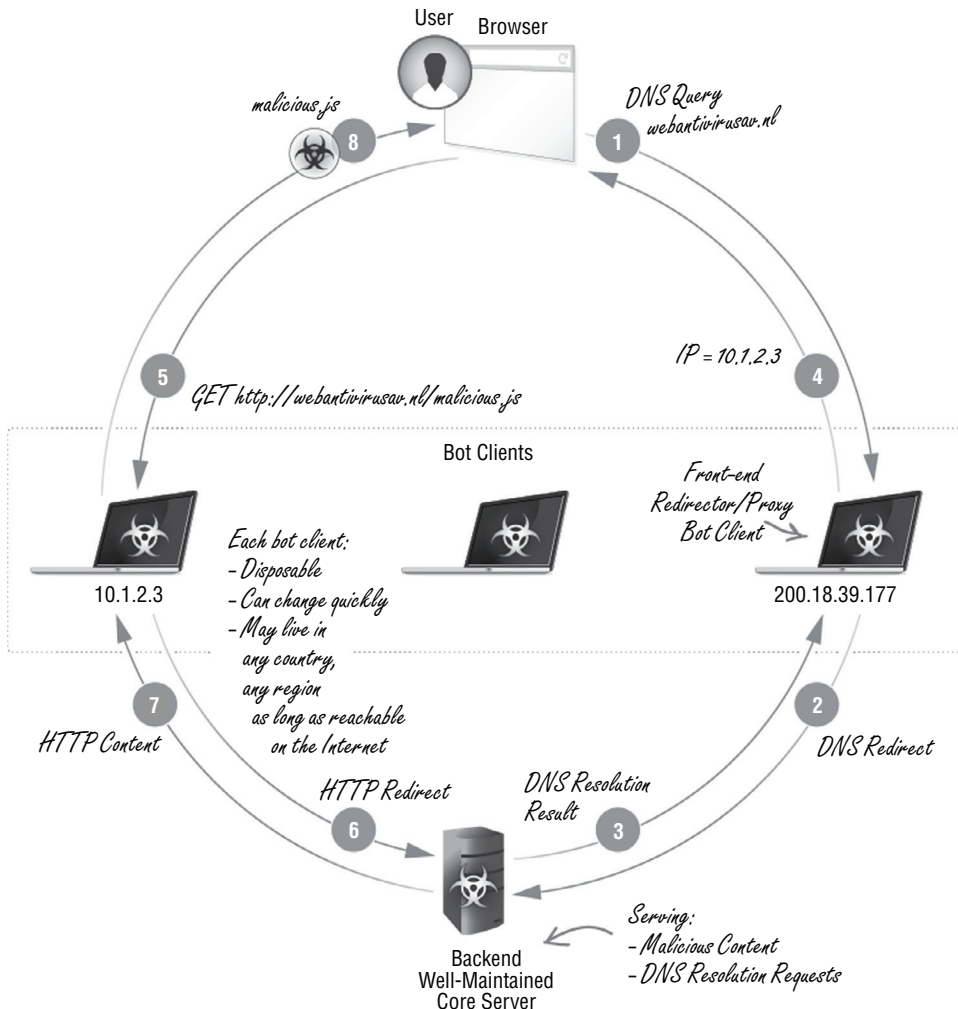 User
Browser
malicious.js
8
DNS Query
webantivirusav.nl
1
5
GET http://webantivirusav.nl/malicious.js
IP = 10.1.2.3
4
Bot Clients
Front-end
Redirector/Proxy
Bot Client
10.1.2.3
Each bot client:
- Disposable
- Can change quickly
- May live in
any country,
any region
as long as reachable
on the Internet
200.18.39.177
7
HTTP Content
2
DNS Redirect
HTTP Redirect
6
DNS Resolution
Result
3
Backend
Well-Maintained
Core Server
Serving:
- Malicious Content
- DNS Resolution Requests